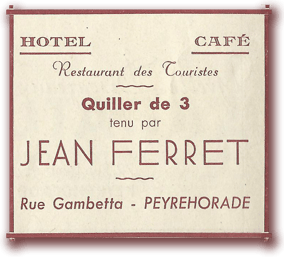 HOTEL CAFÉ
Restaurant des Touristes
Quiller de 3
tenu par
JEAN FERRET
Rue Gambetta - PEYREHORADE